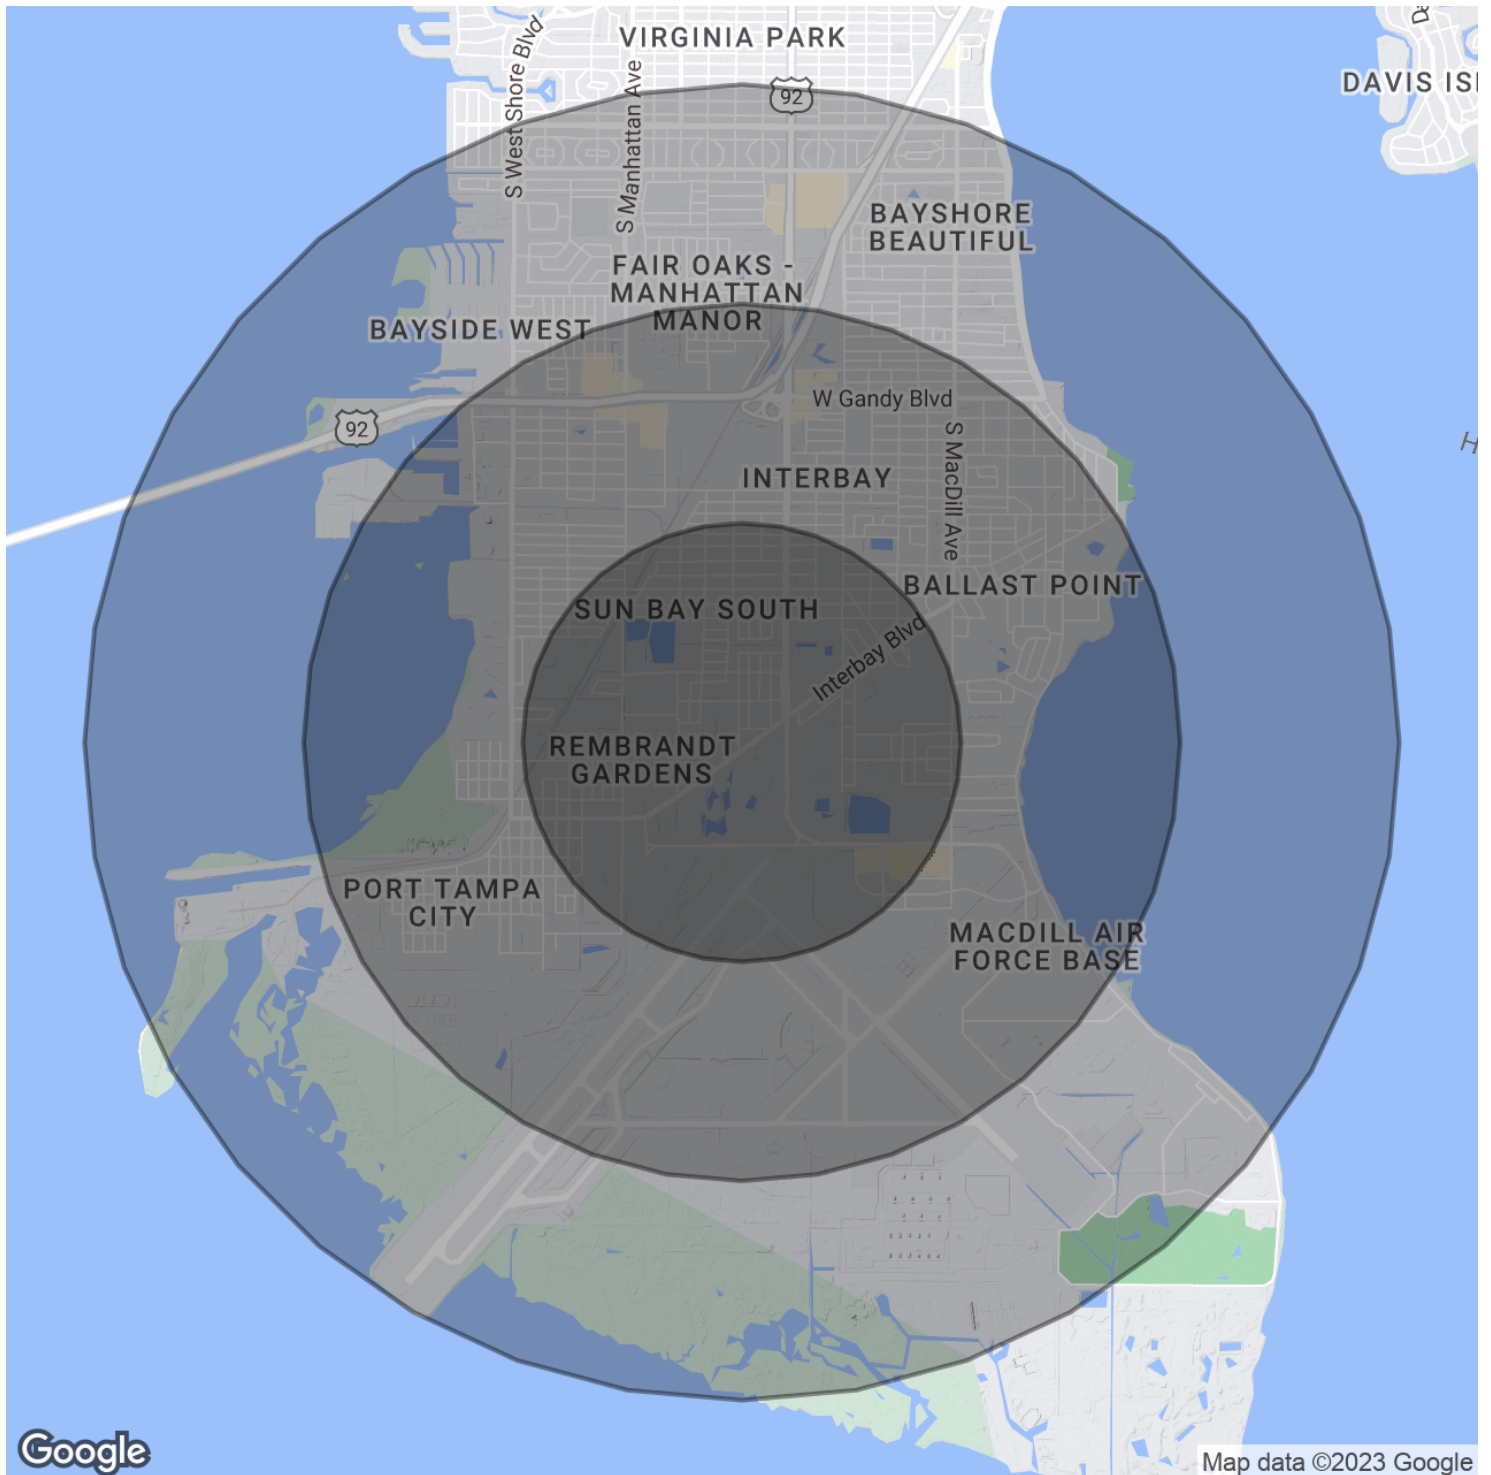 VIRGINIA PARK
S West Shore Blvd
S Manhattan Ave
92
DAVIS ISL
BAYSHORE
BEAUTIFUL
FAIR OAKS -
MANHATTAN
MANOR
BAYSIDE WEST
W Gandy Blvd
92
S MacDill Ave
INTERBAY
BALLAST POINT
SUN BAY SOUTH
Interbay Blvd
REMBRANDT
GARDENS
PORT TAMPA
CITY
MACDILL AIR
FORCE BASE
Google
Map data ©2023 Google